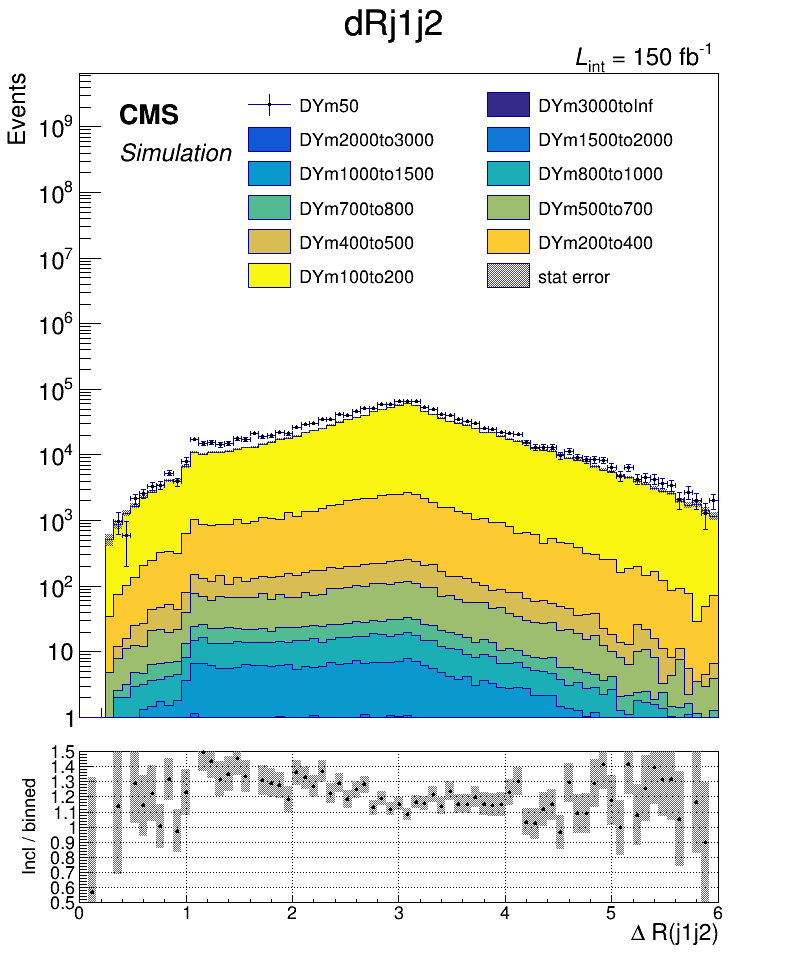 dRj1j2
L_int = 150 fb^-1
Events
CMS
Simulation
DYm50
DYm3000toInf
DYm2000to3000
DYm1500to2000
DYm1000to1500
DYm800to1000
DYm700to800
DYm500to700
DYm400to500
DYm200to400
DYm100to200
stat error
10^9
10^8
10^7
10^6
10^5
10^4
10^3
10^2
10
1
Incl / binned
1.5
1.4
1.3
1.2
1.1
1
0.9
0.8
0.7
0.6
0.5
0 1 2 3 4 5 6
Δ R(j1j2)